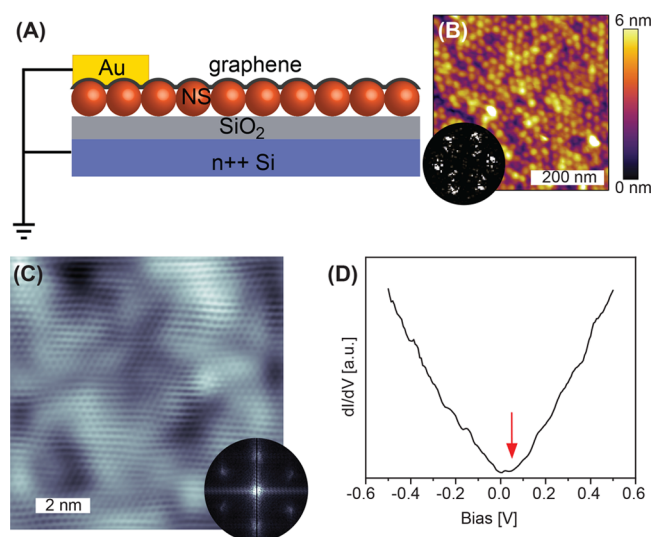 (A)
Au
graphene
NS
SiO₂
n++ Si
(B)
6 nm
200 nm
0 nm
(C)
2 nm
(D)
dI/dV [a.u.]
-0.6 -0.4 -0.2 0.0 0.2 0.4 0.6
Bias [V]